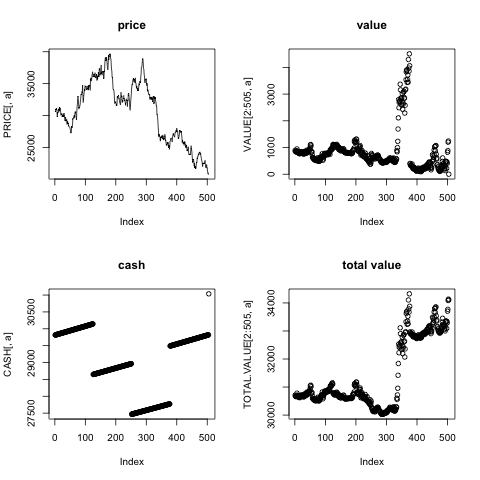 price
PRICE[, a]
25000 35000
0 100 200 300 400 500
Index
value
VALUE[2:505, a]
0 1000 3000
0 100 200 300 400 500
Index
cash
CASH[, a]
27500 29000 30500
0 100 200 300 400 500
Index
total value
TOTAL.VALUE[2:505, a]
30000 32000 34000
0 100 200 300 400 500
Index